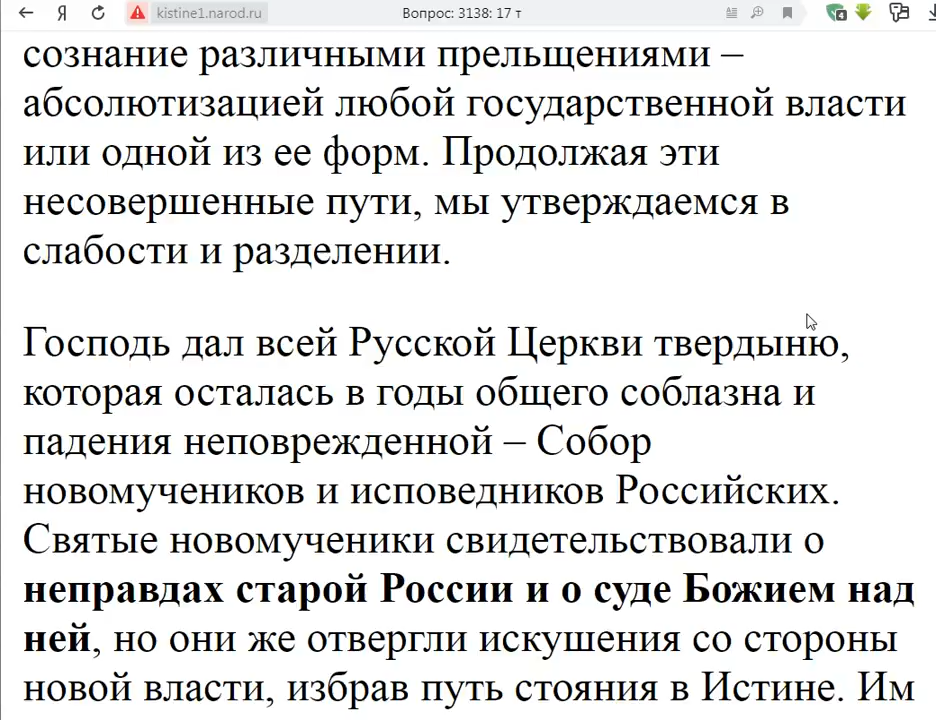 Я kistine1.narod.ru Вопрос: 3138: 17 т 4
сознание различными прельщениями –
абсолютизацией любой государственной власти
или одной из ее форм. Продолжая эти
несовершенные пути, мы утверждаемся в
слабости и разделении.
Господь дал всей Русской Церкви твердыню,
которая осталась в годы общего соблазна и
падения неповрежденной – Собор
новомучеников и исповедников Российских.
Святые новомученики свидетельствовали о
неправдах старой России и о суде Божием над
ней, но они же отвергли искушения со стороны
новой власти, избрав путь стояния в Истине. Им